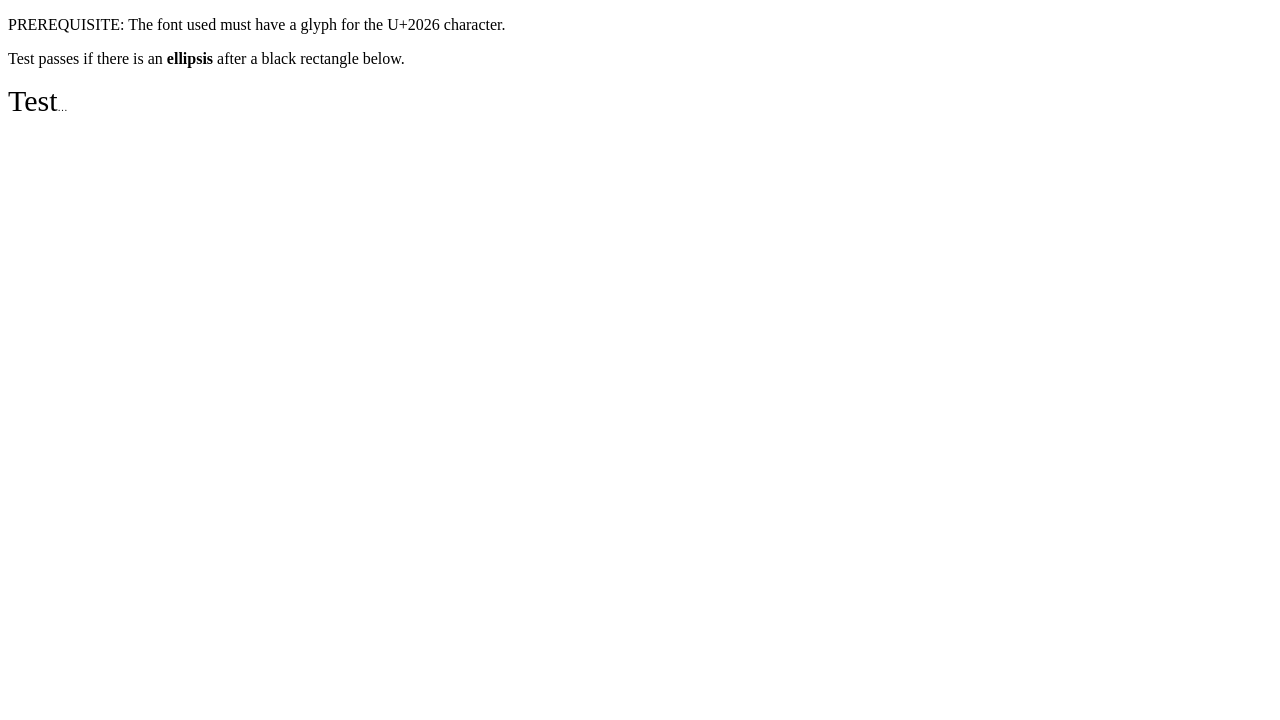 PREREQUISITE: The font used must have a glyph for the U+2026 character.
Test passes if there is an ellipsis after a black rectangle below.
Test…